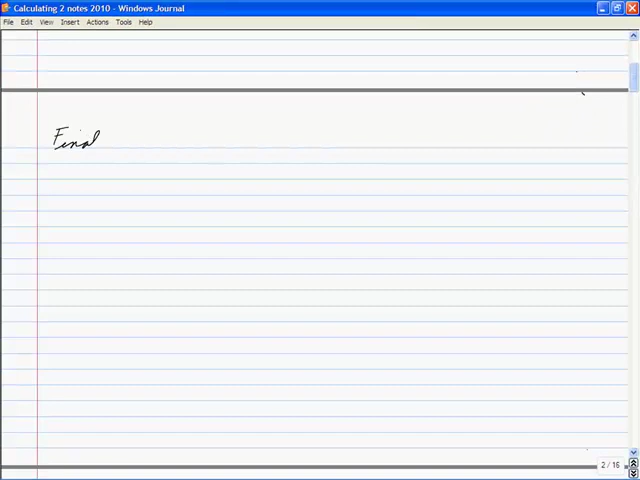 Calculating 2 notes 2010 - Windows Journal
File Edit View Insert Actions Tools Help
Final
2 / 16